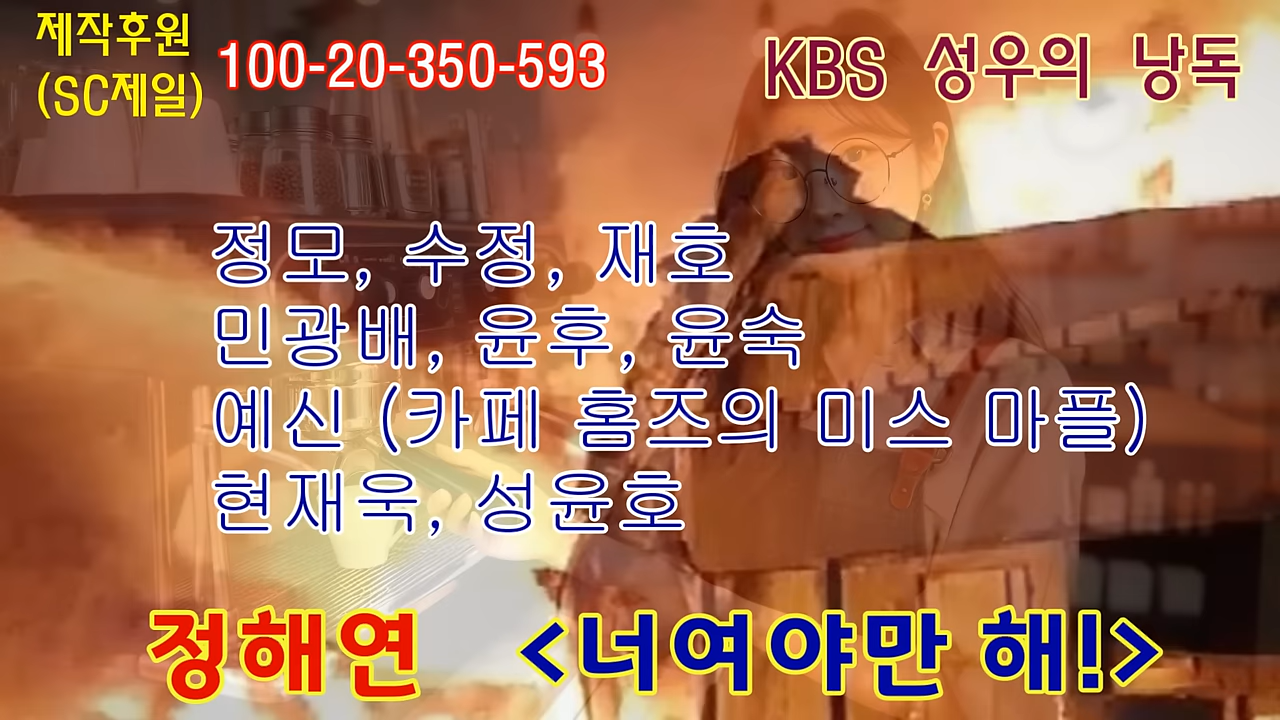 제작후원
(SC제일)
100-20-350-593
KBS 성우의 낭독
정모, 수정, 재호
민광배, 윤후, 윤숙
예신 (카페 홈즈의 미스 마플)
현재욱, 성윤호
정해연 <너여야만 해!>